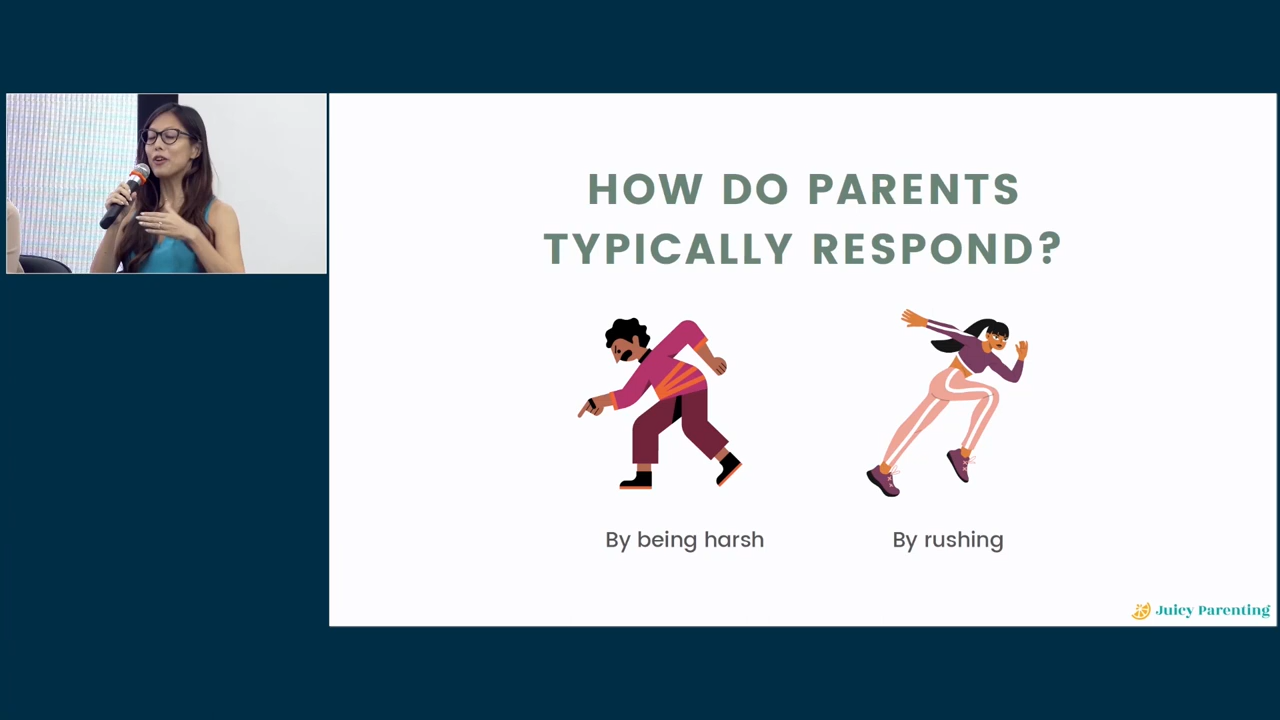 HOW DO PARENTS
TYPICALLY RESPOND?
By being harsh
By rushing
Juicy Parenting